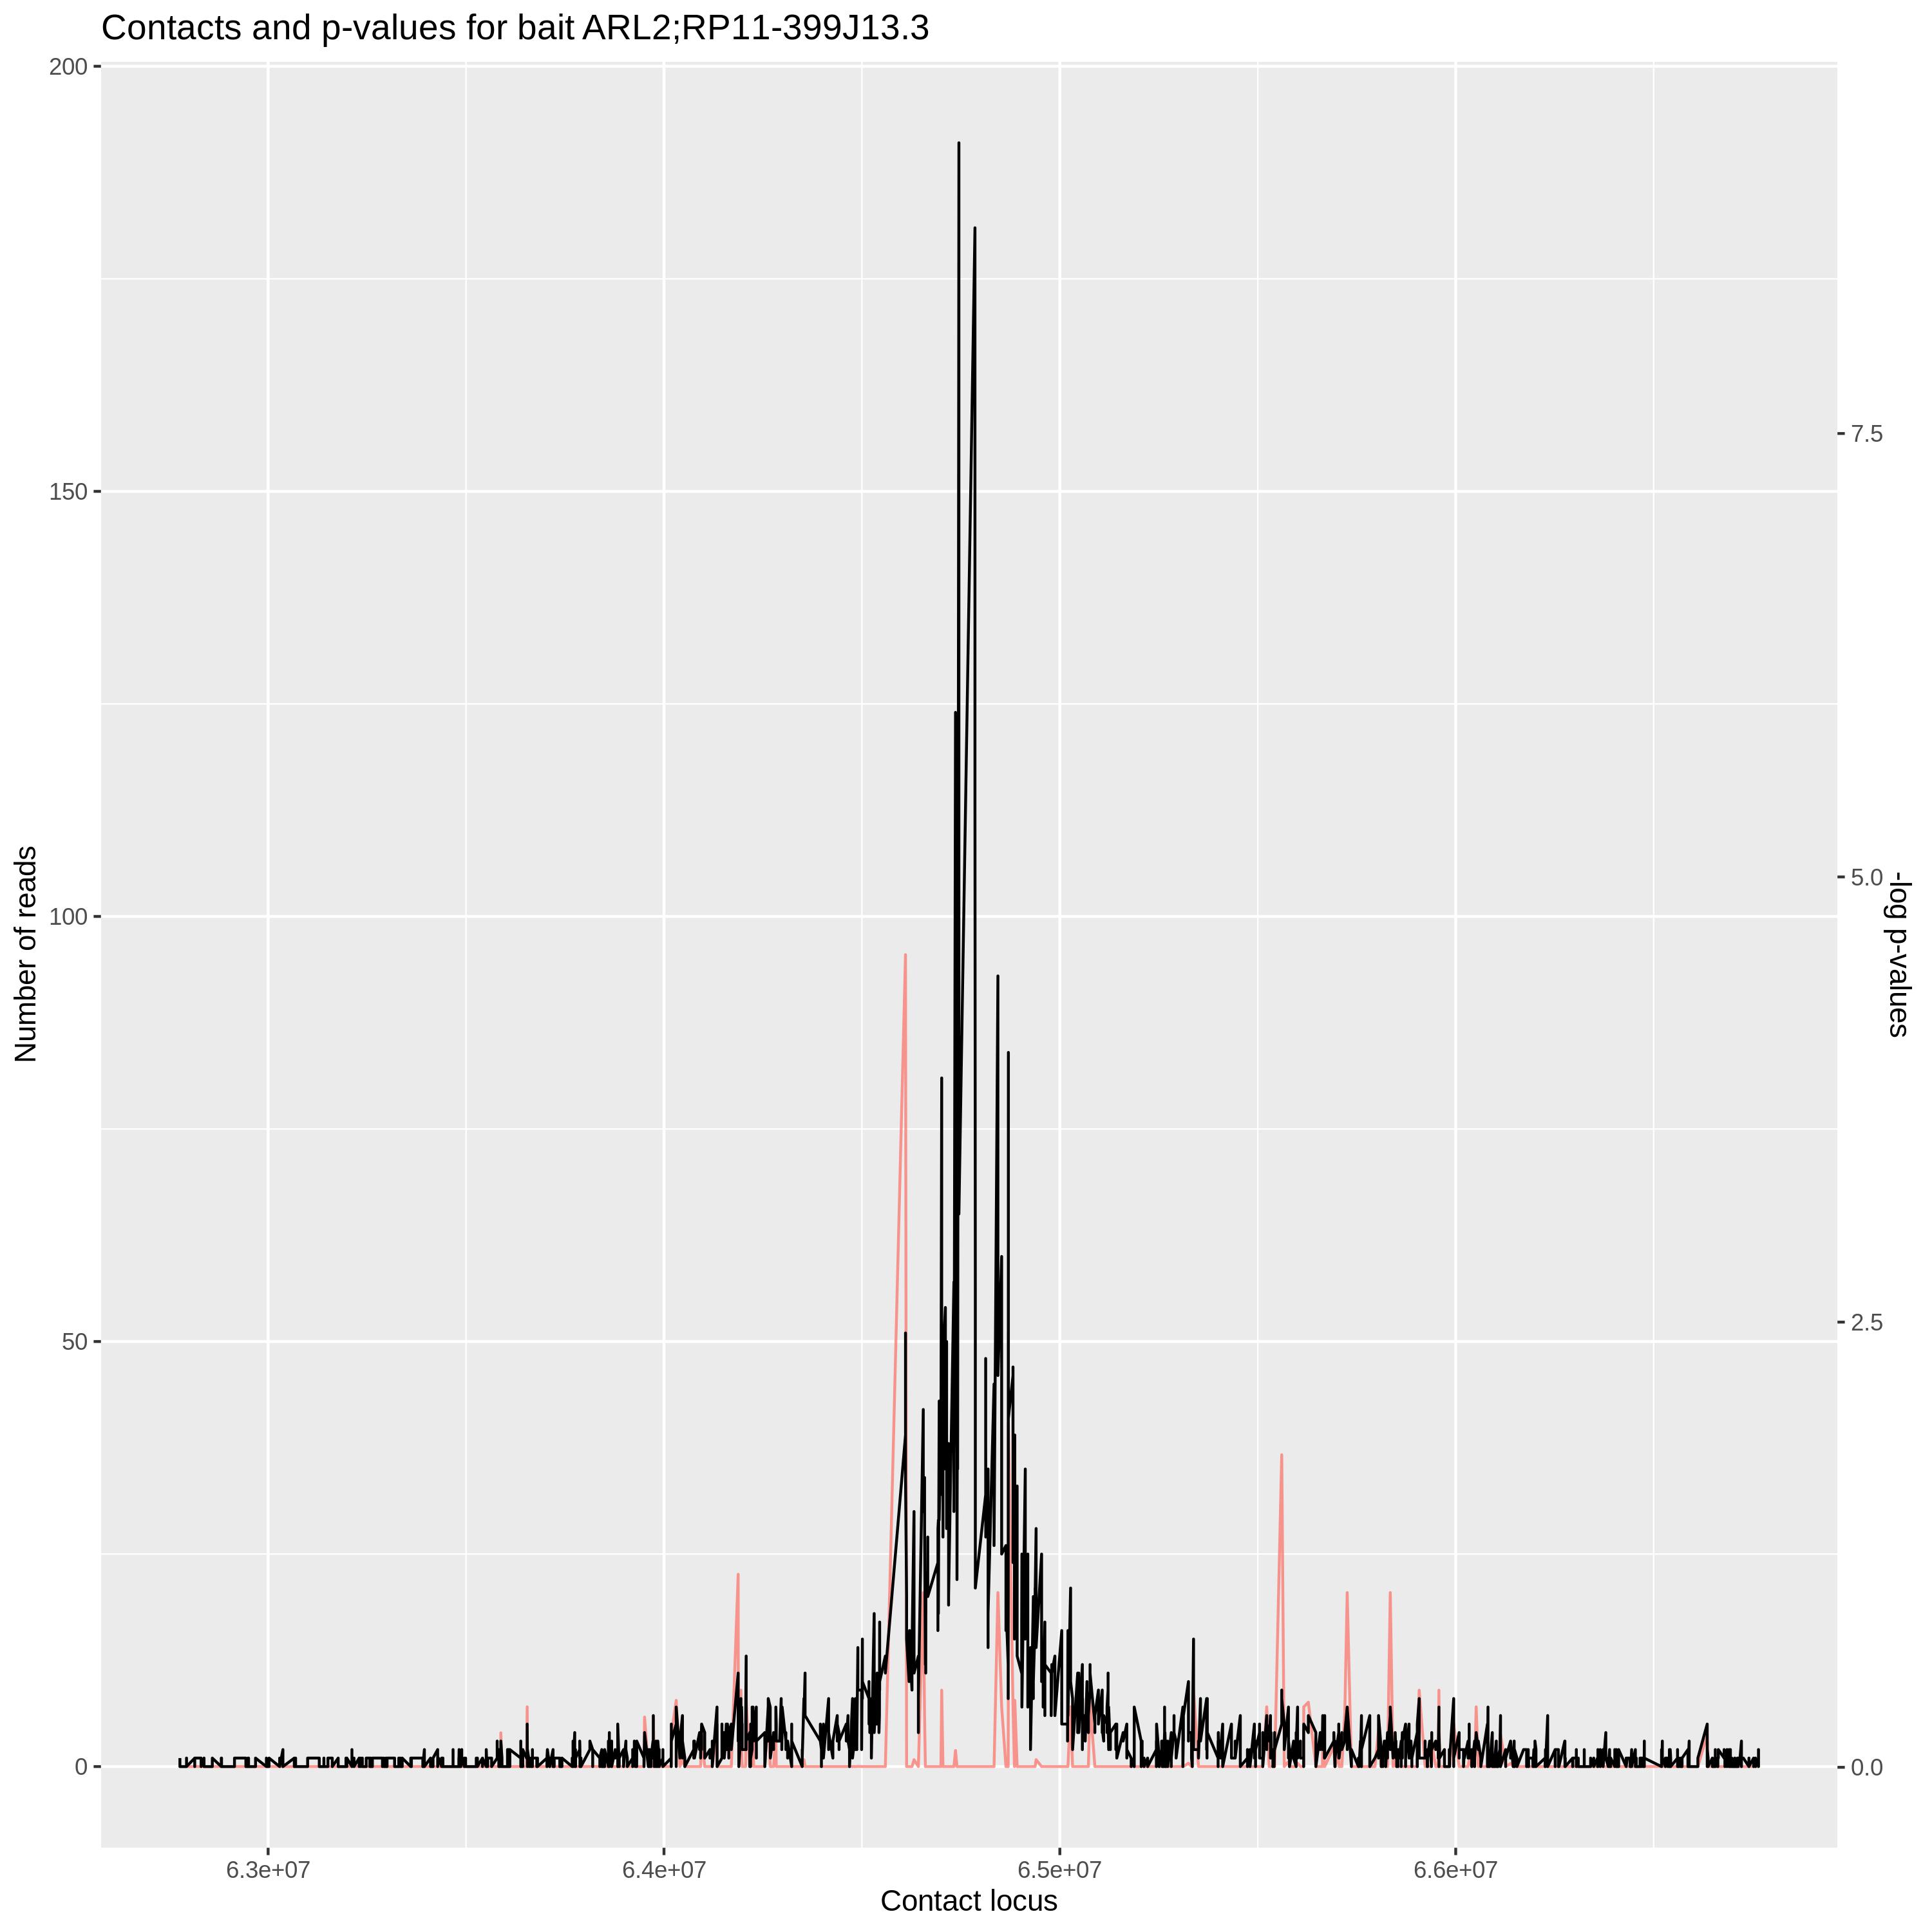 Contacts and p-values for bait ARL2;RP11-399J13.3
200
150
100
50
0
Number of reads
7.5
5.0
2.5
0.0
-log p-values
6.3e+07
6.4e+07
6.5e+07
6.6e+07
Contact locus